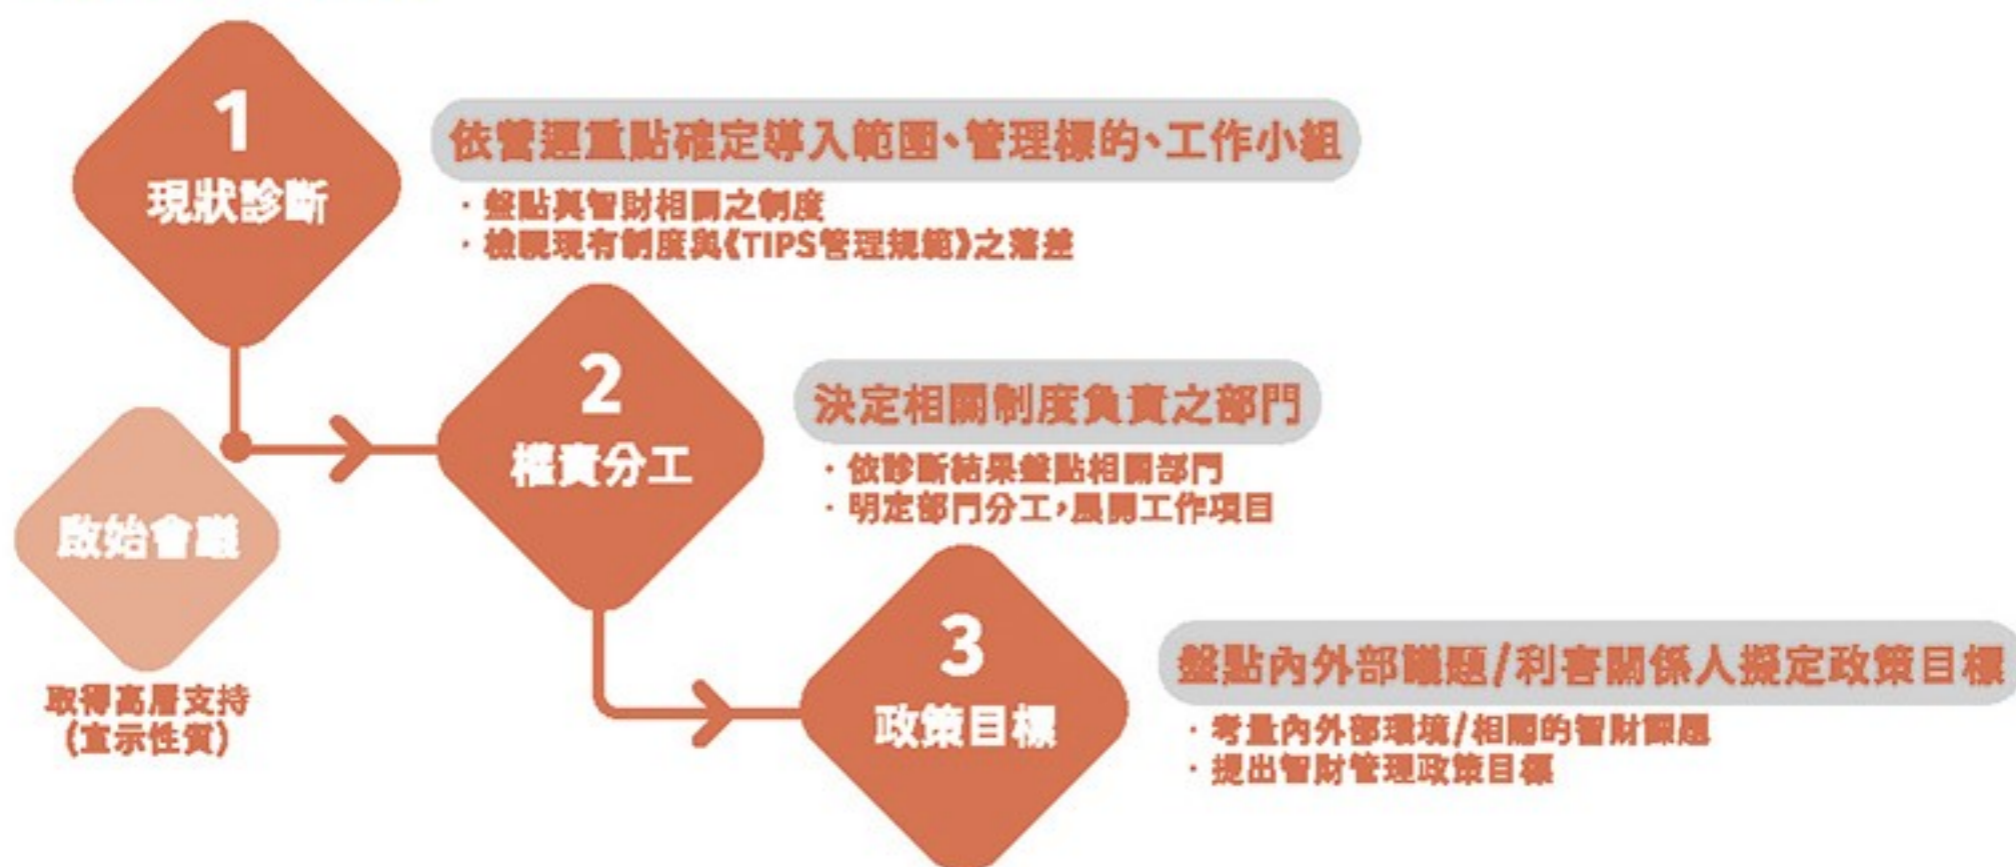 1
現狀診斷
依營運重點確定導入範圍、管理標的、工作小組
· 盤點與智財相關之制度
· 檢視現有制度與《TIPS管理規範》之落差
啟始會議
取得高層支持
(宣示性質)
2
權責分工
決定相關制度負責之部門
· 依診斷結果盤點相關部門
· 明定部門分工，展開工作項目
3
政策目標
盤點內外部議題/利害關係人擬定政策目標
· 考量內外部環境/相關的智財關題
· 提出智財管理政策目標